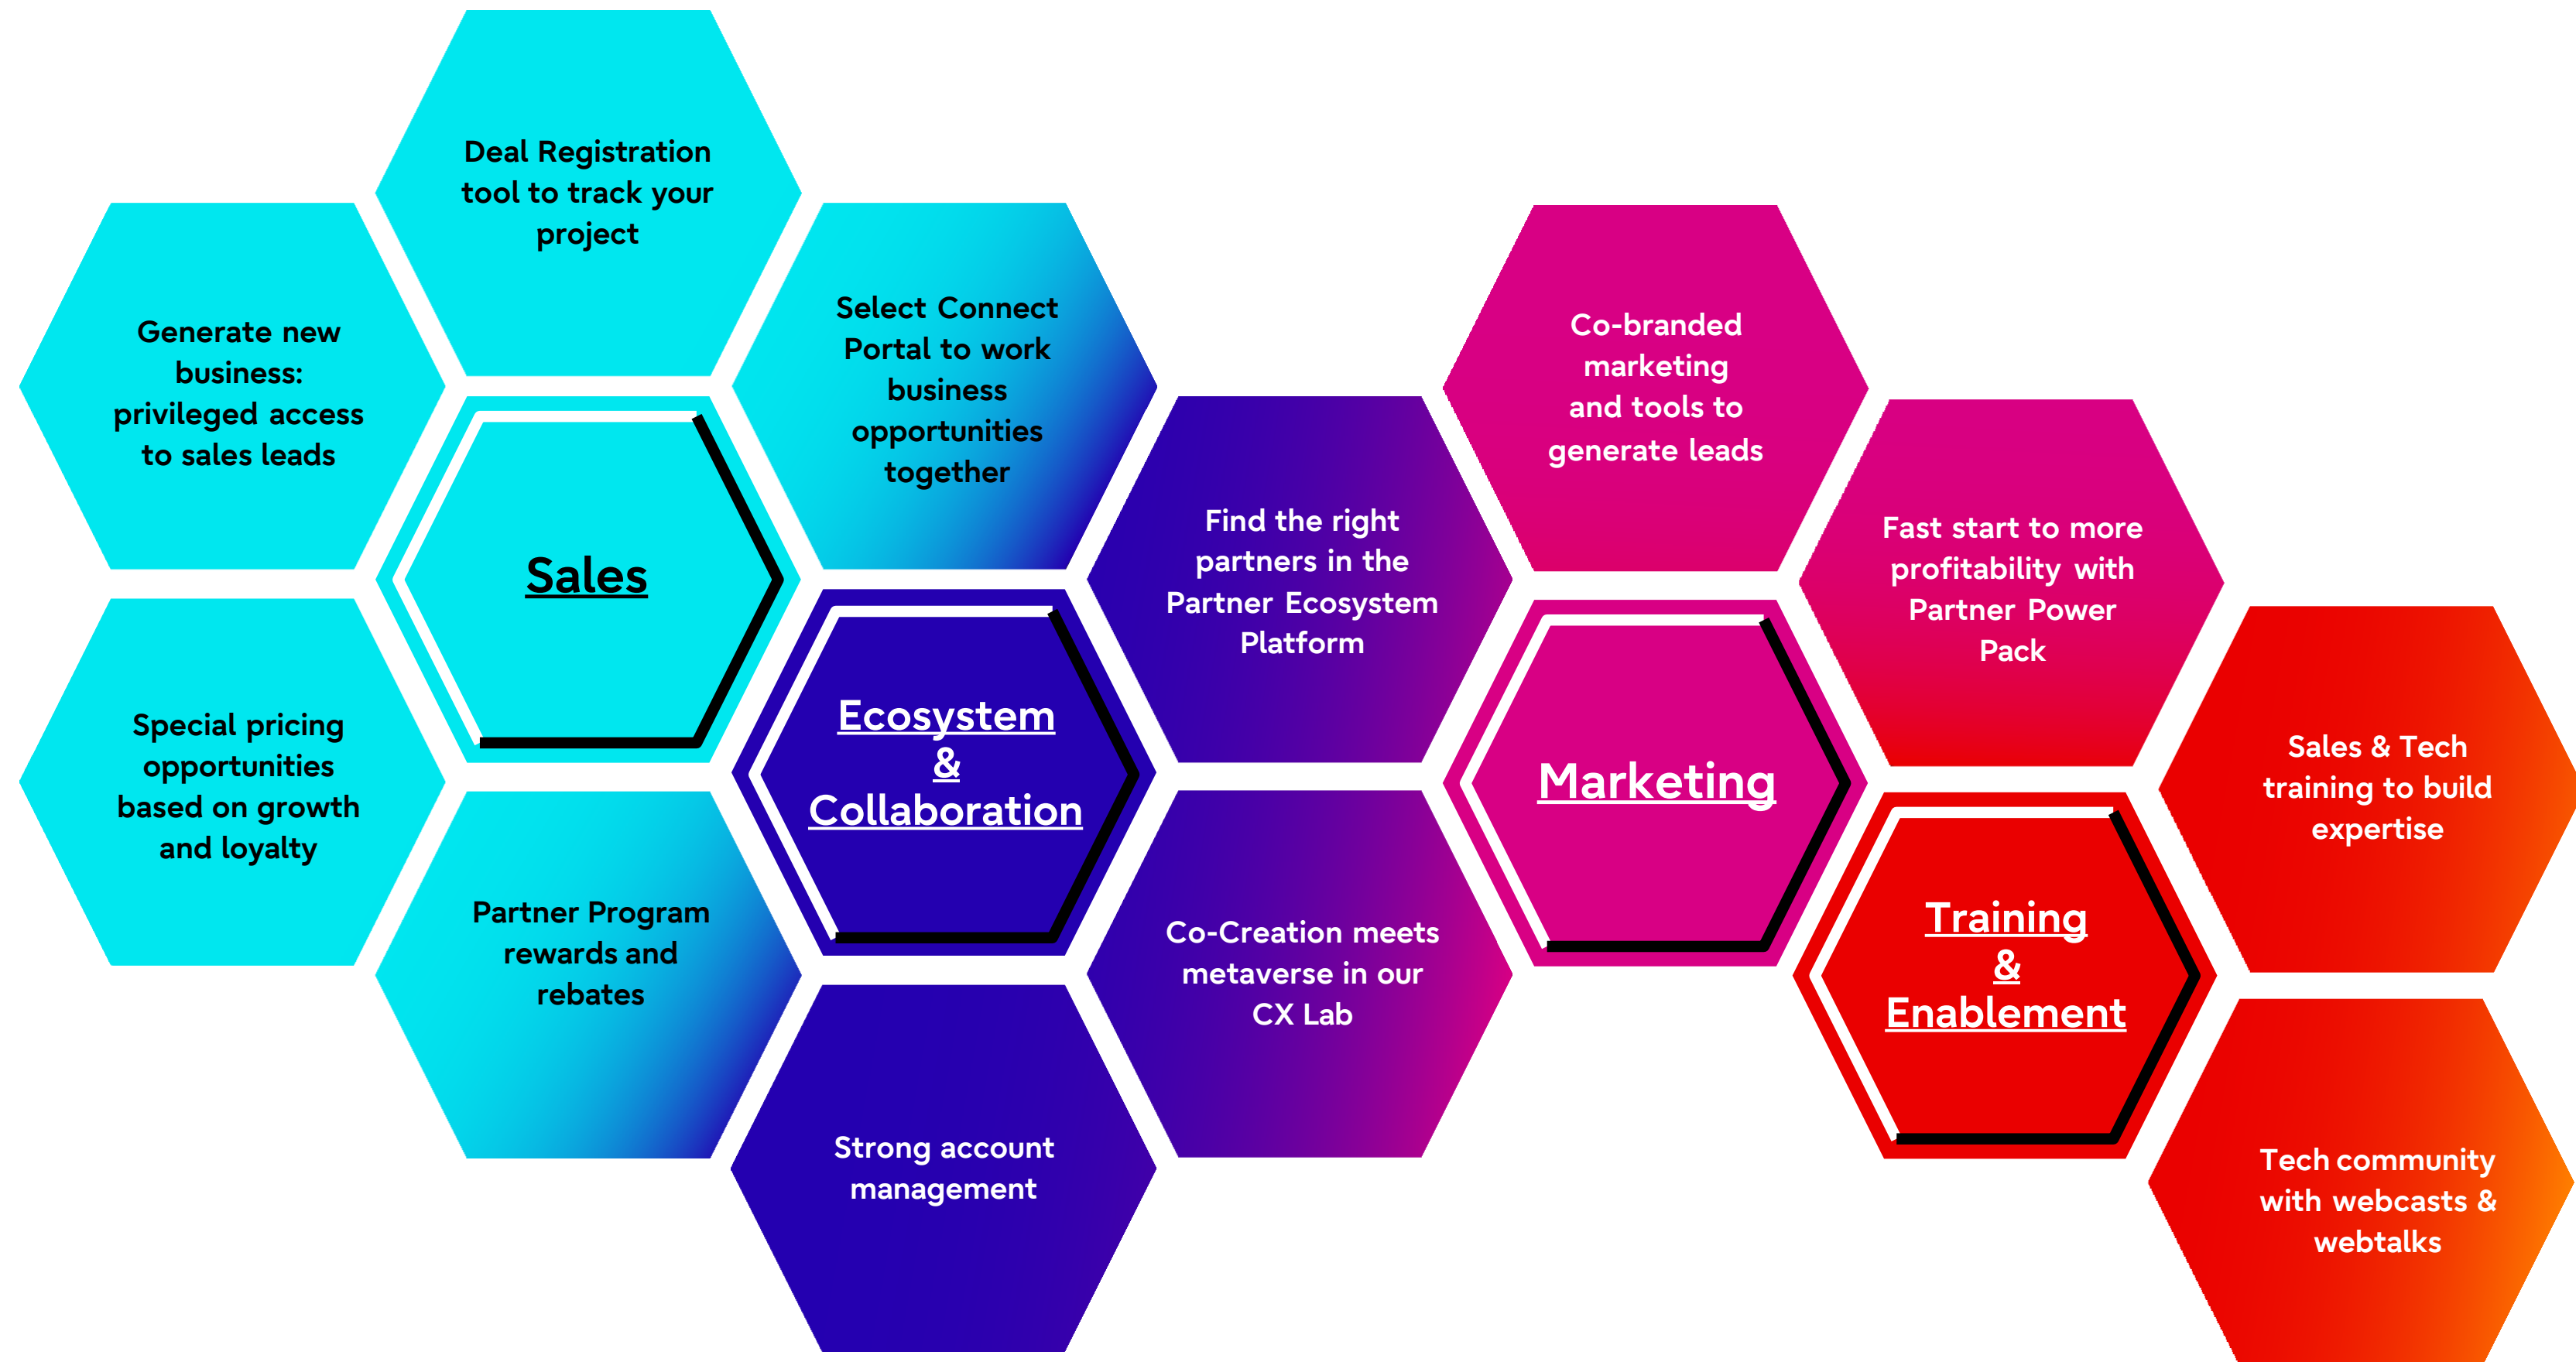 Deal Registration
tool to track your
project
Generate new
business:
privileged access
to sales leads
Select Connect
Portal to work
business
opportunities
together
Sales
Special pricing
opportunities
based on growth
and loyalty
Partner Program
rewards and
rebates
Ecosystem
&
Collaboration
Find the right
partners in the
Partner Ecosystem
Platform
Co-Creation meets
metaverse in our
CX Lab
Strong account
management
Co-branded
marketing
and tools to
generate leads
Marketing
Fast start to more
profitability with
Partner Power
Pack
Training
&
Enablement
Sales & Tech
training to build
expertise
Tech community
with webcasts &
webtalks